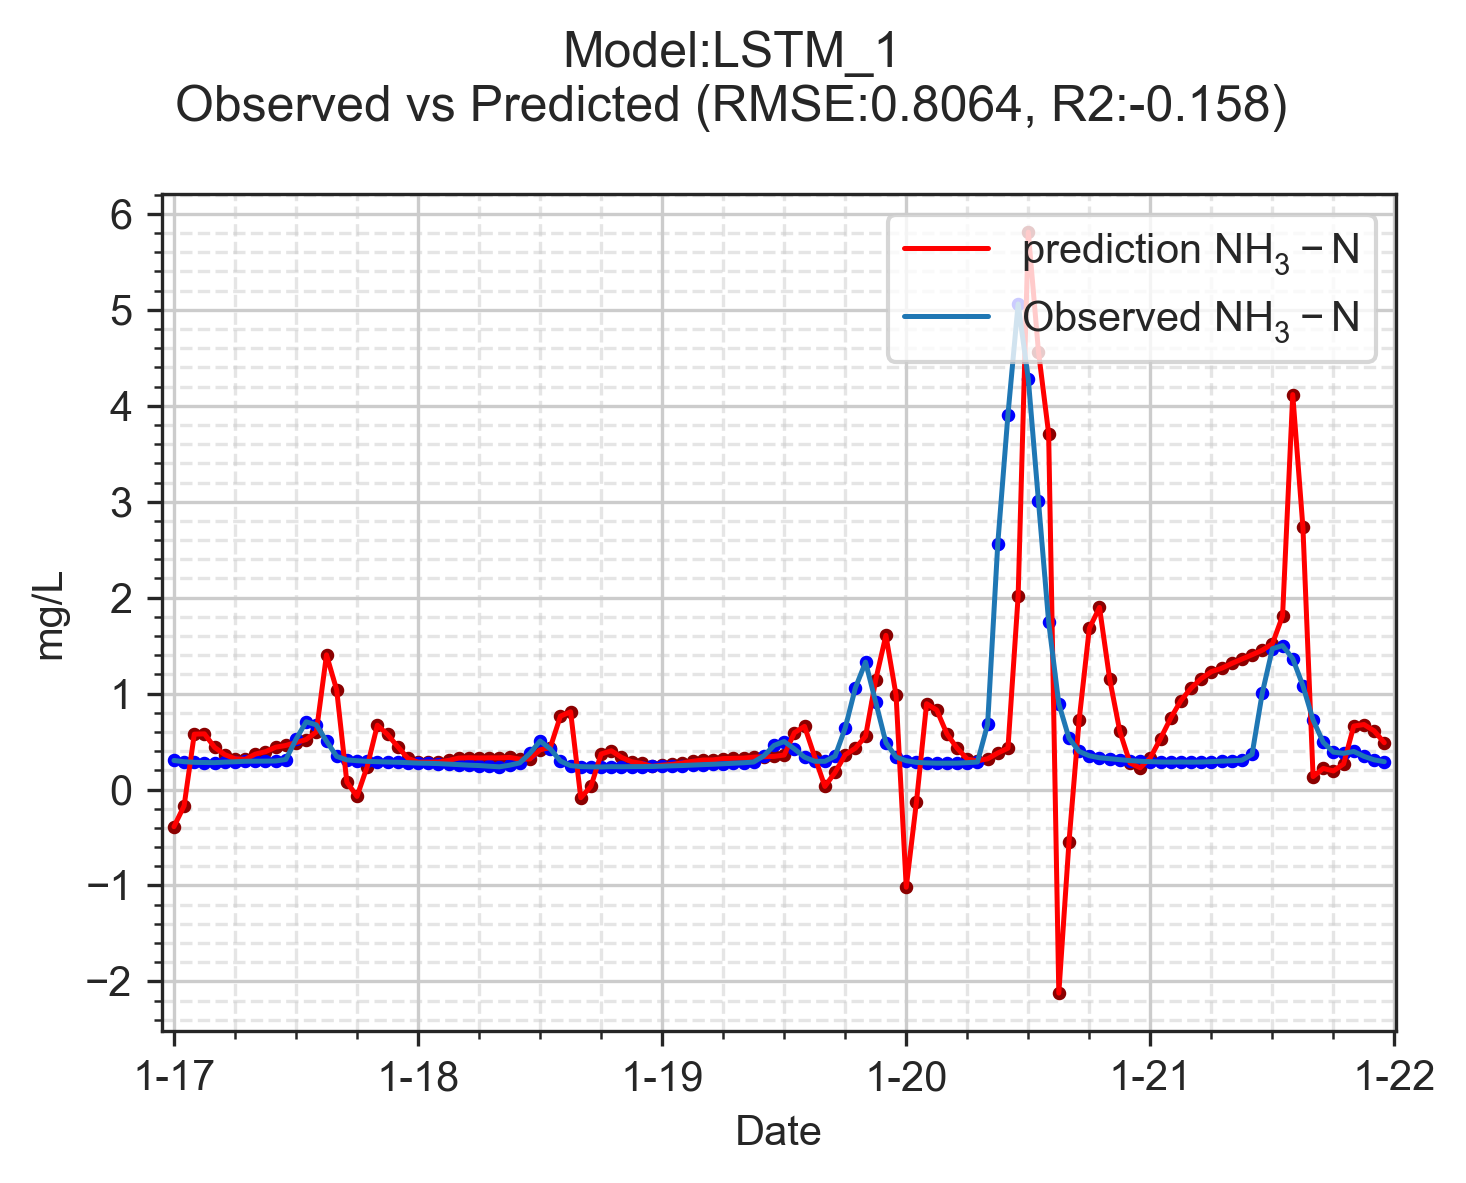 Model:LSTM_1
Observed vs Predicted (RMSE:0.8064, R2:-0.158)
prediction NH₃ − N
Observed NH₃ − N
mg/L
6
5
4
3
2
1
0
−1
−2
1-17 1-18 1-19 1-20 1-21 1-22
Date